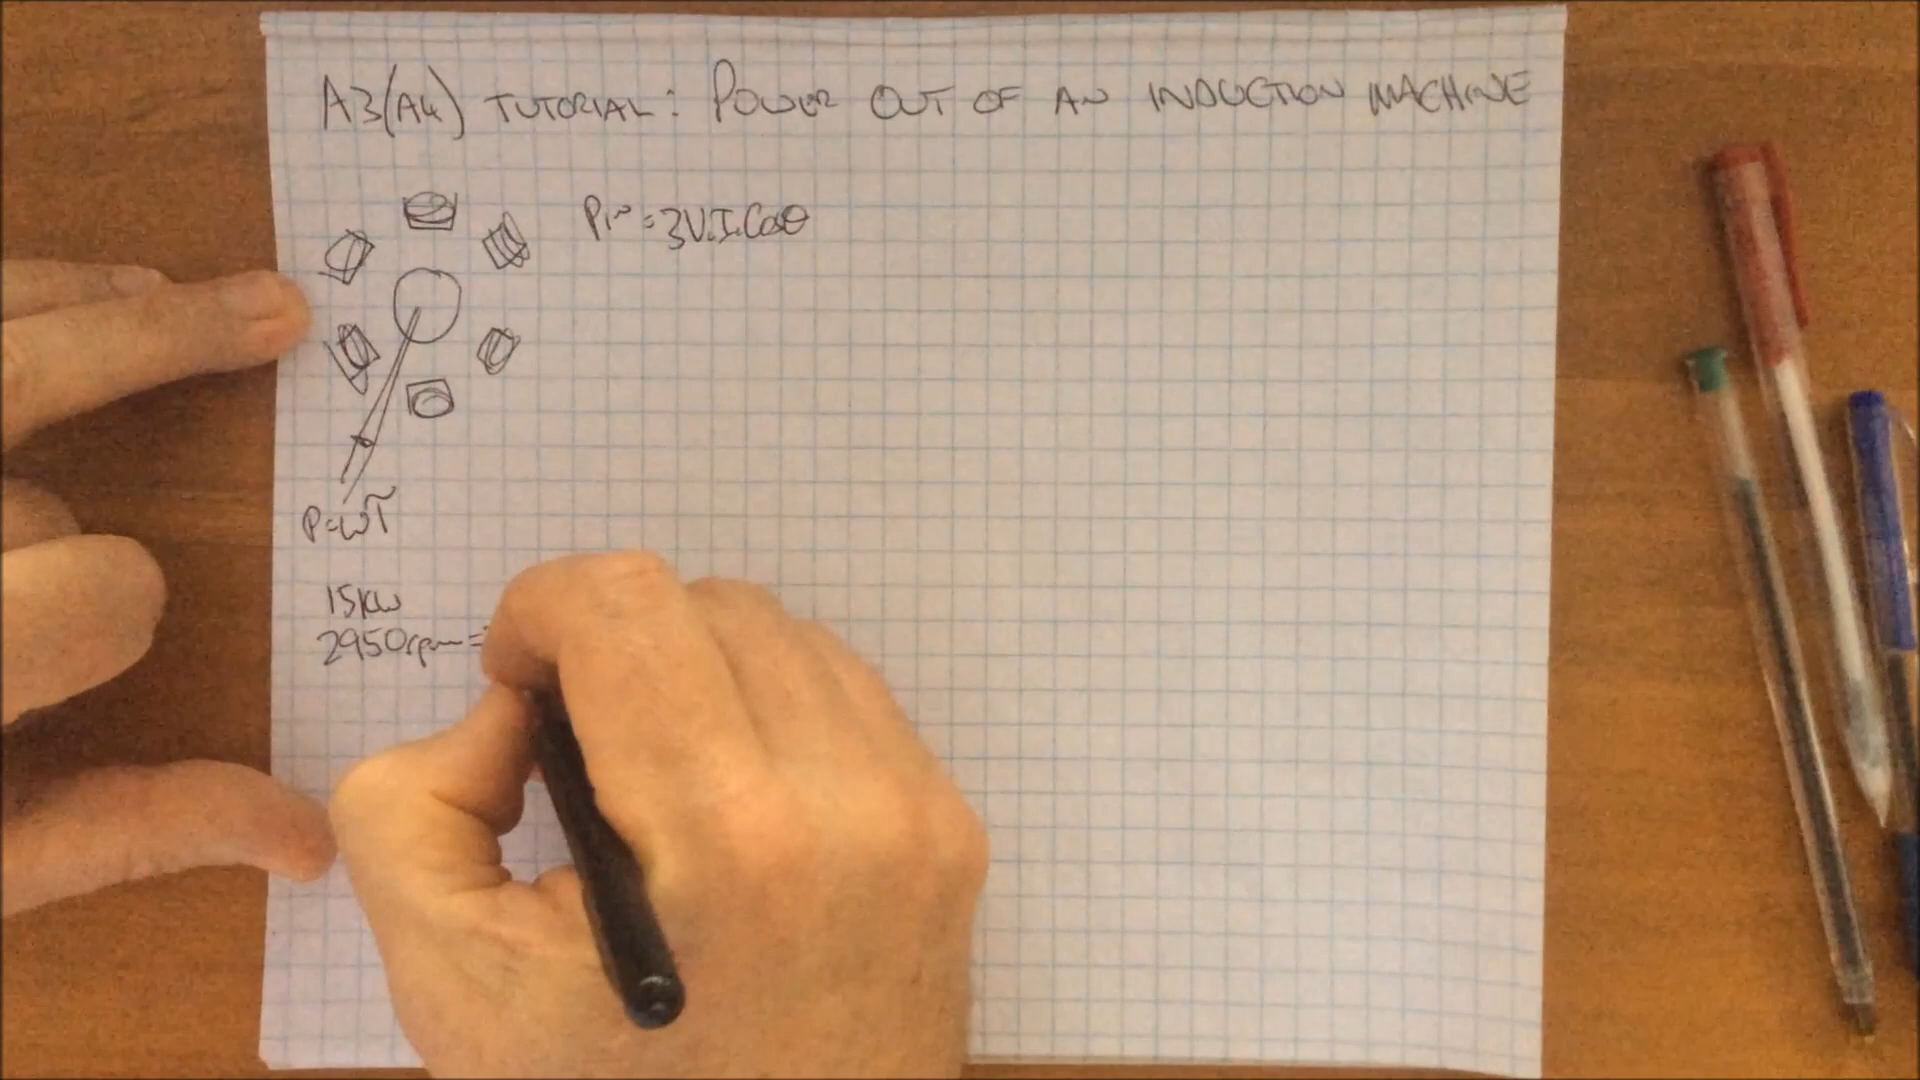 A3(A4) TUTORIAL: POWER OUT OF AN INDUCTION MACHINE
PIN = 3V.I.Cosθ
P=ωT
15kW
2950rpm =